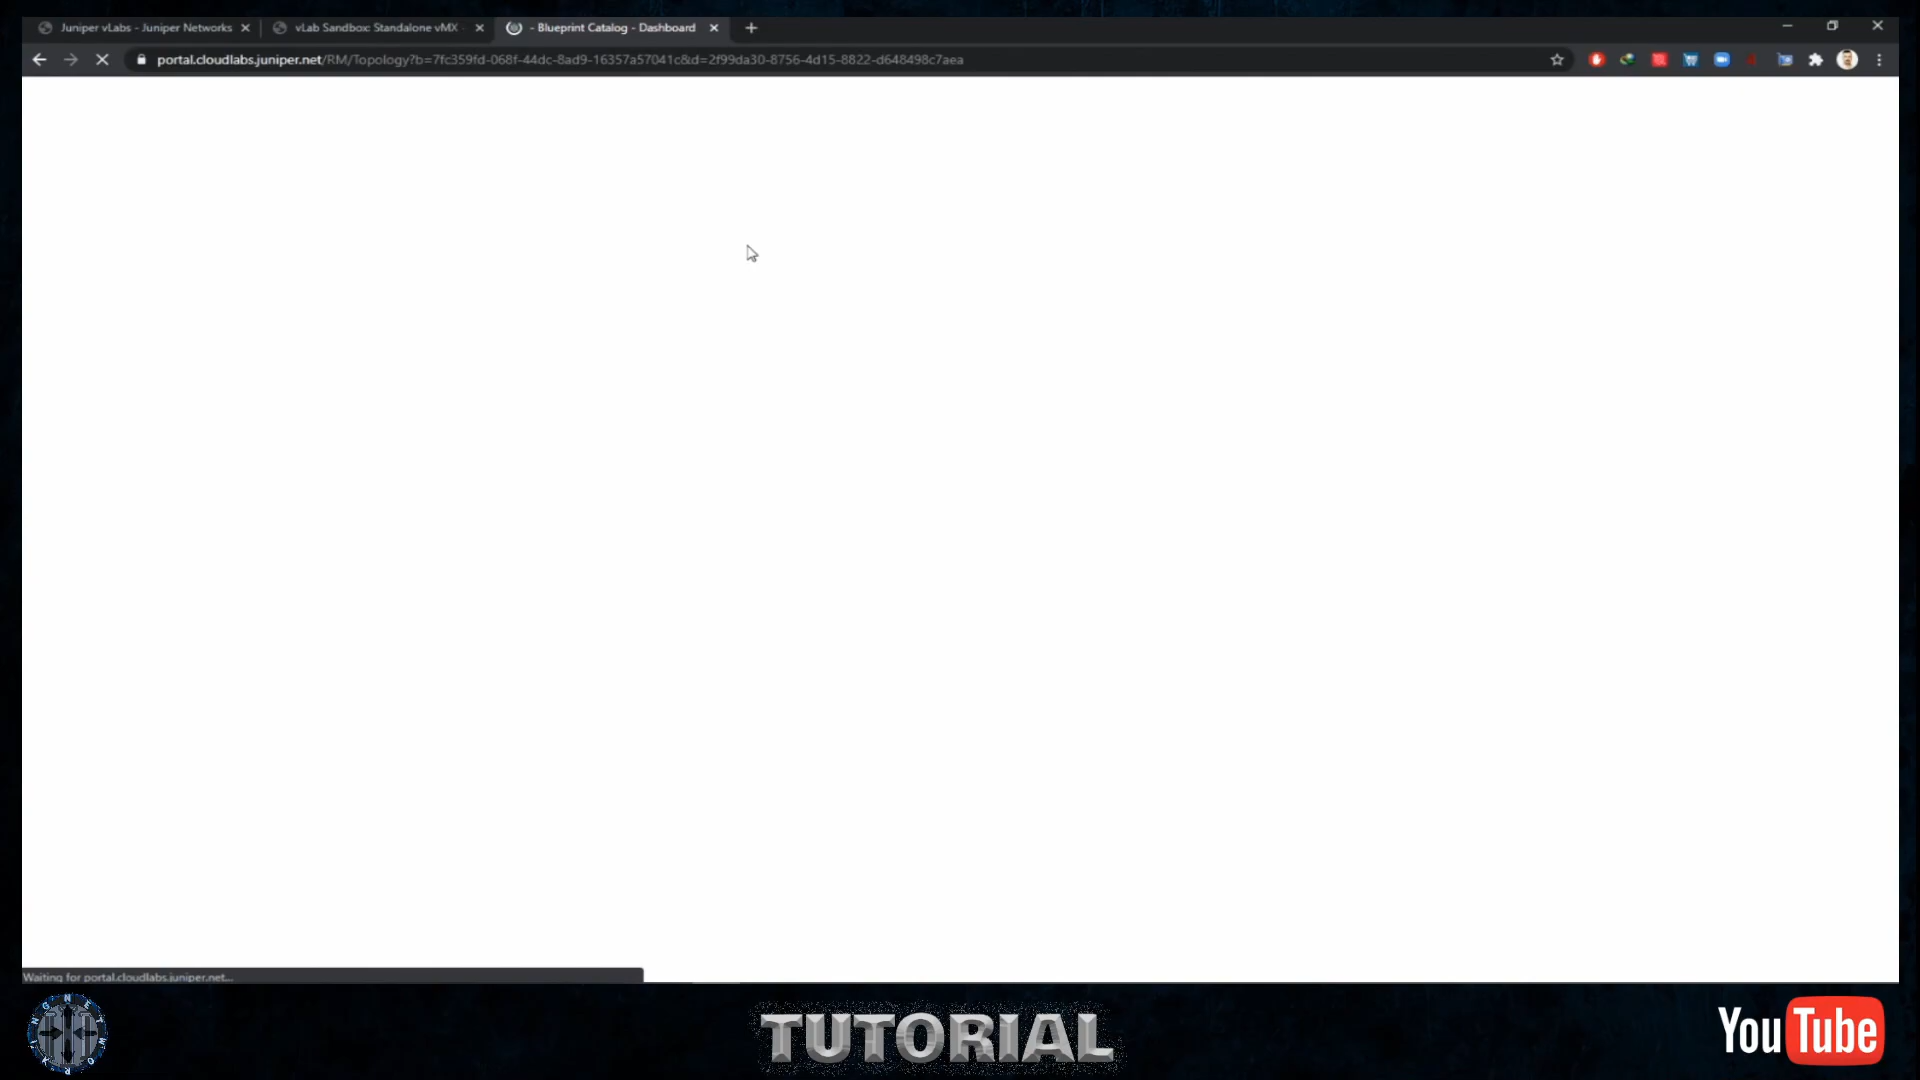 Juniper vLabs - Juniper Networks
vLab Sandbox: Standalone vMX
- Blueprint Catalog - Dashboard
portal.cloudlabs.juniper.net/RM/Topology?b=7fc359fd-068f-44dc-8ad9-16357a57041c&d=2f99da30-8756-4d15-8822-d648498c7aea
Waiting for portal.cloudlabs.juniper.net...
TUTORIAL
YouTube